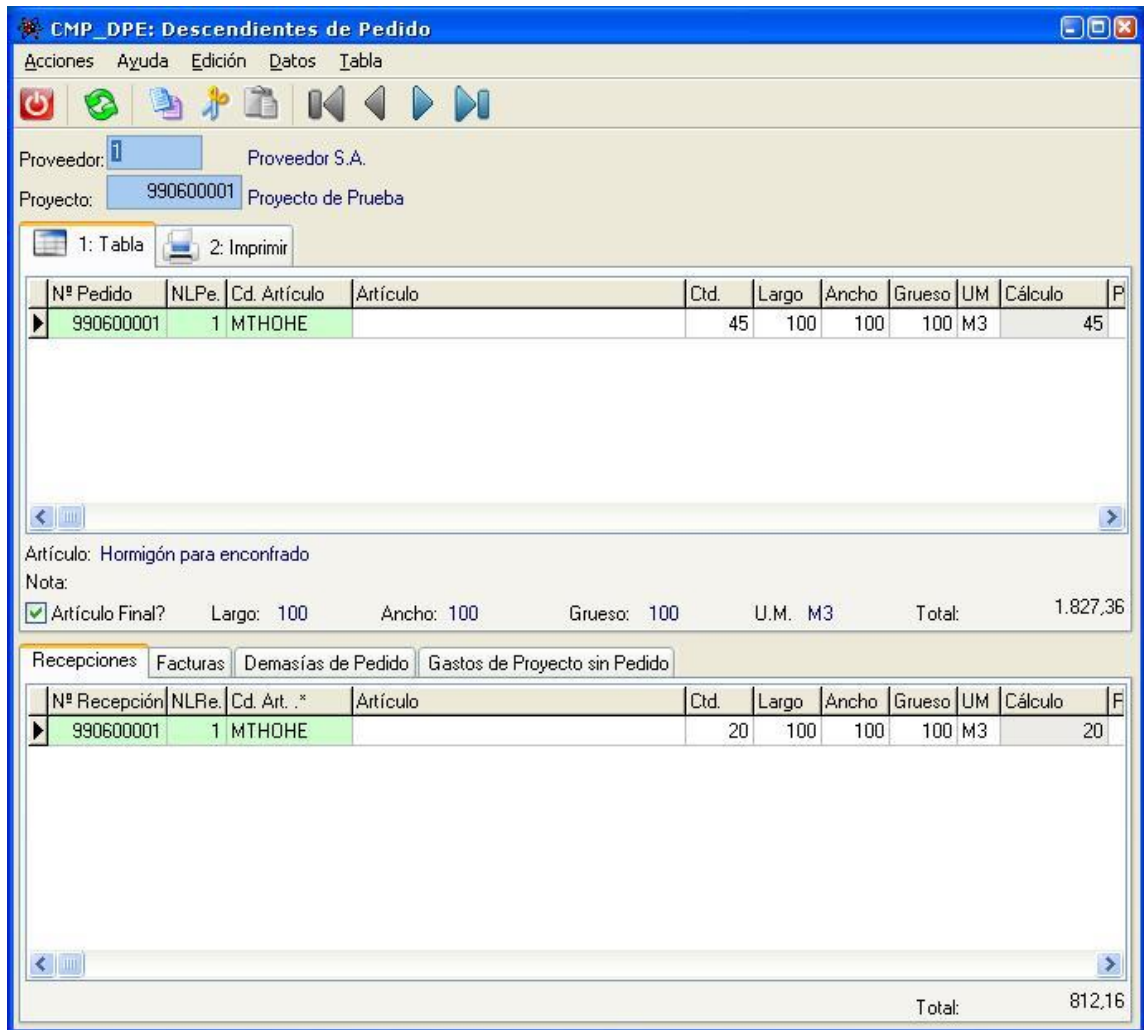 CMP_DPE: Descendientes de Pedido
Acciones Ayuda Edición Datos Tabla
Proveedor: 1 Proveedor S.A.
Proyecto: 990600001 Proyecto de Prueba
1: Tabla 2: Imprimir
Nº Pedido NLPe. Cd. Artículo Artículo Ctd. Largo Ancho Grueso UM Cálculo P
990600001 1 MTHOHE 45 100 100 100 M3 45
Artículo: Hormigón para enconfrado
Nota:
Artículo Final? Largo: 100 Ancho: 100 Grueso: 100 U.M. M3 Total: 1.827,36
Recepciones Facturas Demasías de Pedido Gastos de Proyecto sin Pedido
Nº Recepción NLRe. Cd. Art. .* Artículo Ctd. Largo Ancho Grueso UM Cálculo F
990600001 1 MTHOHE 20 100 100 100 M3 20
Total: 812,16